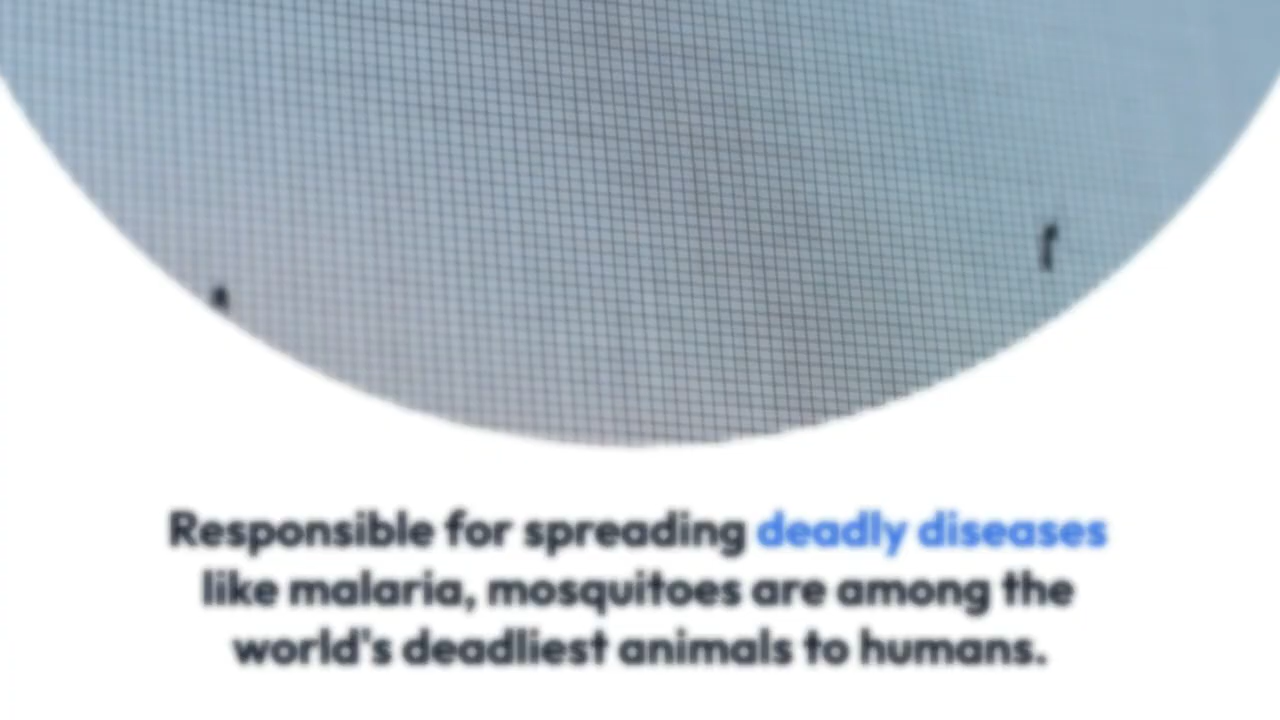 Responsible for spreading deadly diseases
like malaria, mosquitoes are among the
world's deadliest animals to humans.